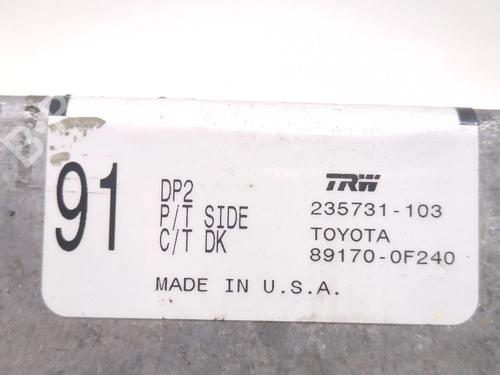 91
DP2
P/T SIDE
C/T DK
TRW
235731-103
TOYOTA
89170-0F240
MADE IN U.S.A.